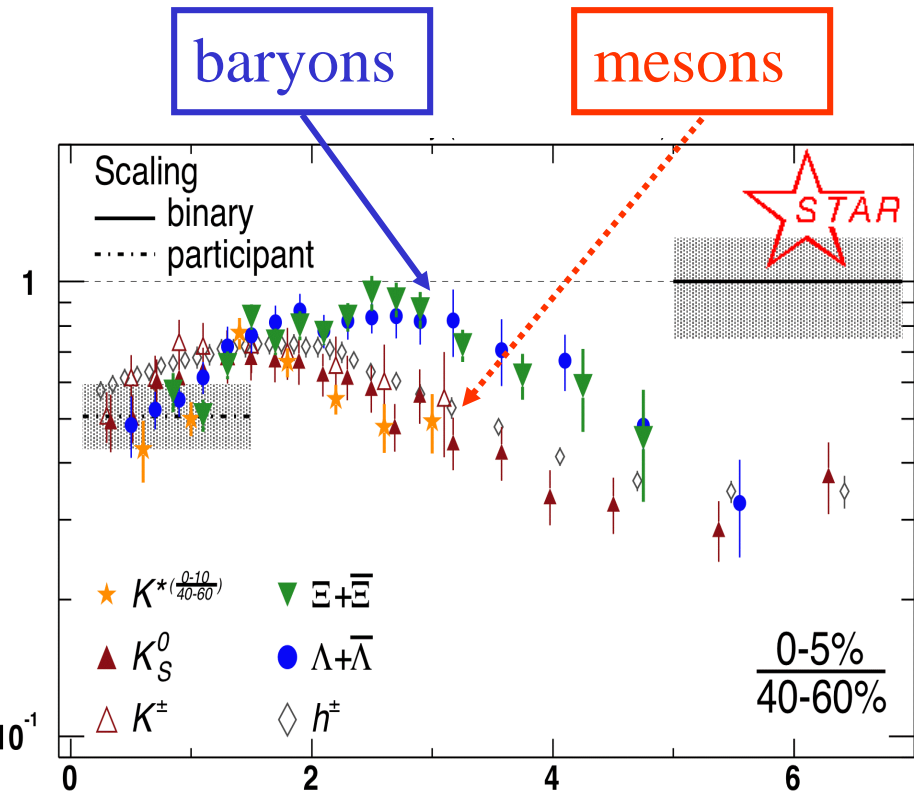 baryons
mesons
Scaling
binary
participant
STAR
1
K*(0-10/40-60)
Ξ+Ξ̅
K⁰_S
Λ+Λ̅
K±
h±
0-5%
40-60%
10⁻¹
0 2 4 6